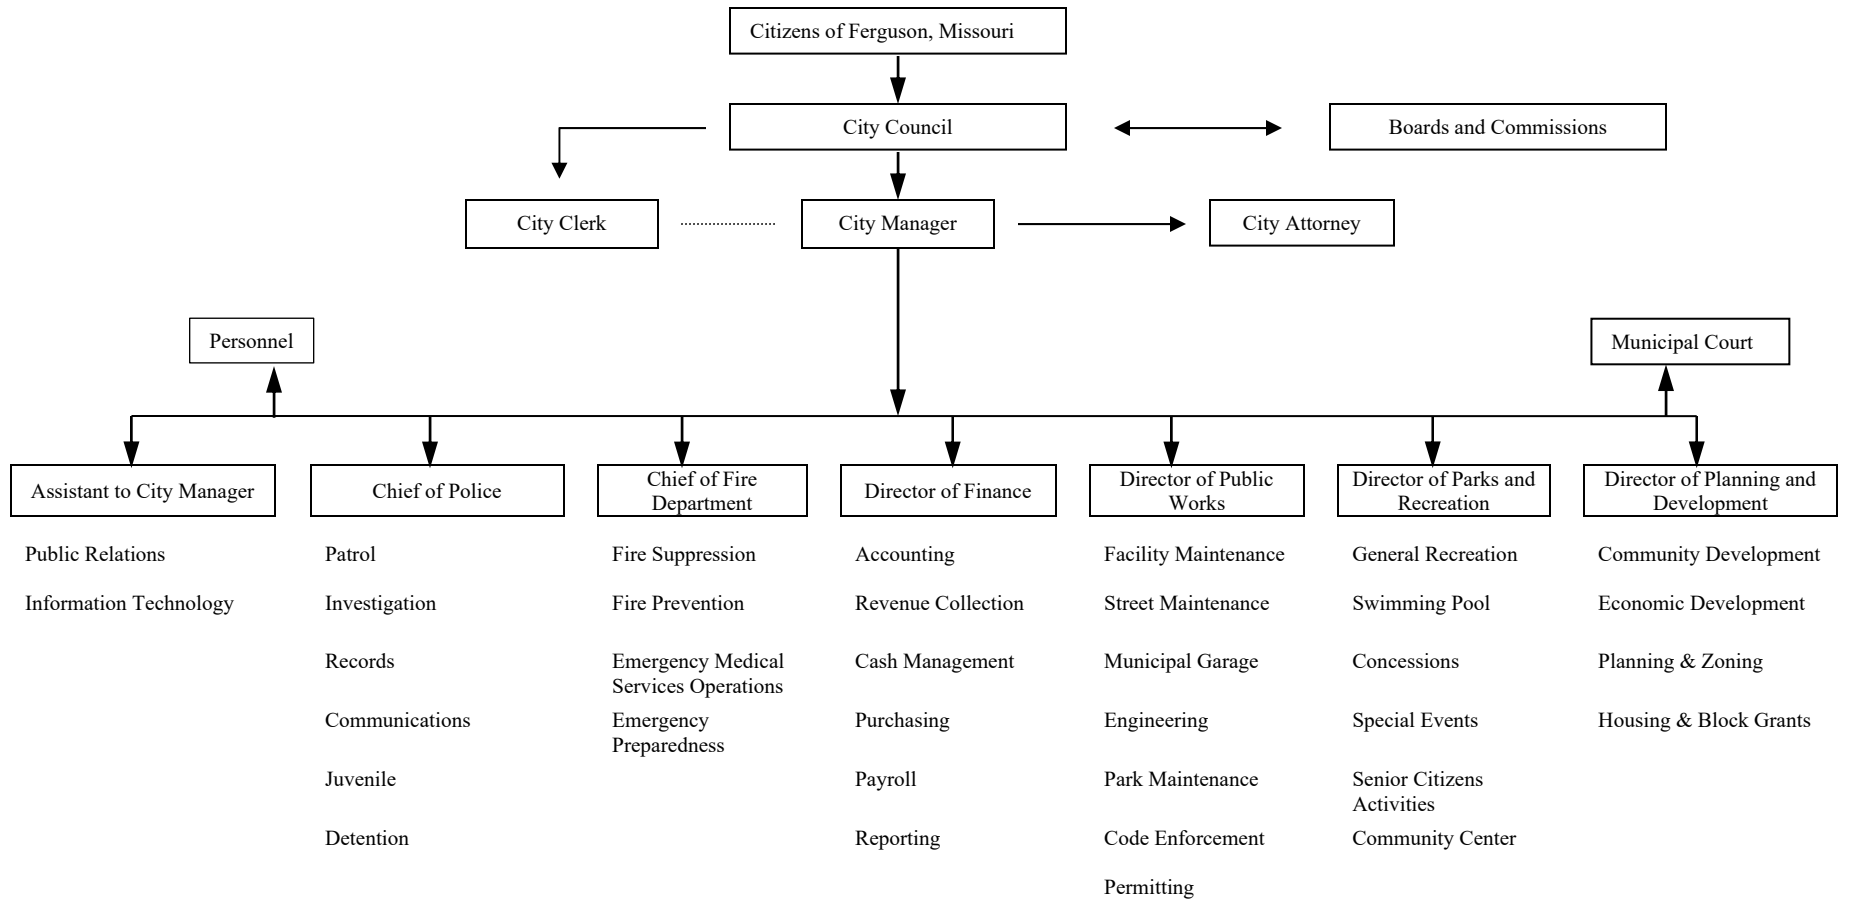 Citizens of Ferguson, Missouri
City Council
Boards and Commissions
City Clerk
City Manager
City Attorney
Personnel
Municipal Court
Assistant to City Manager
Public Relations
Information Technology
Chief of Police
Patrol
Investigation
Records
Communications
Juvenile
Detention
Chief of Fire
Department
Fire Suppression
Fire Prevention
Emergency Medical
Services Operations
Emergency
Preparedness
Director of Finance
Accounting
Revenue Collection
Cash Management
Purchasing
Payroll
Reporting
Director of Public
Works
Facility Maintenance
Street Maintenance
Municipal Garage
Engineering
Park Maintenance
Code Enforcement
Permitting
Director of Parks and
Recreation
General Recreation
Swimming Pool
Concessions
Special Events
Senior Citizens
Activities
Community Center
Director of Planning and
Development
Community Development
Economic Development
Planning & Zoning
Housing & Block Grants